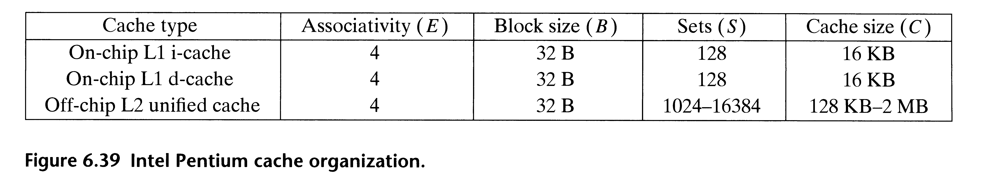 Cache type Associativity (E) Block size (B) Sets (S) Cache size (C)
On-chip L1 i-cache 4 32 B 128 16 KB
On-chip L1 d-cache 4 32 B 128 16 KB
Off-chip L2 unified cache 4 32 B 1024–16384 128 KB–2 MB
Figure 6.39 Intel Pentium cache organization.